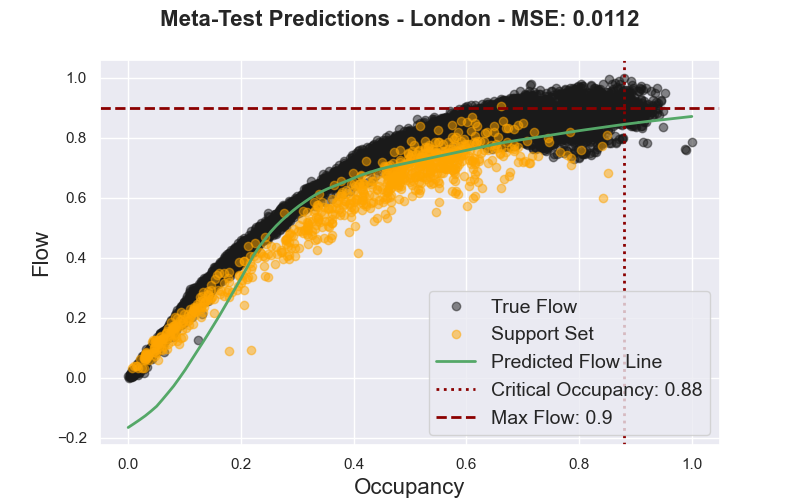 Meta-Test Predictions - London - MSE: 0.0112
Flow
1.0
0.8
0.6
0.4
0.2
0.0
−0.2
True Flow
Support Set
Predicted Flow Line
Critical Occupancy: 0.88
Max Flow: 0.9
0.0 0.2 0.4 0.6 0.8 1.0
Occupancy